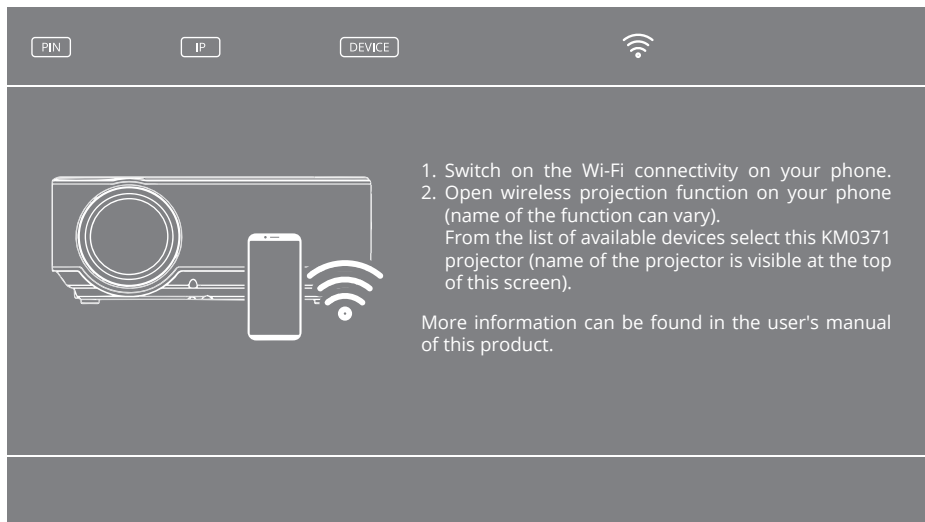 PIN
IP
DEVICE
1. Switch on the Wi-Fi connectivity on your phone.
2. Open wireless projection function on your phone
(name of the function can vary).
From the list of available devices select this KM0371
projector (name of the projector is visible at the top
of this screen).
More information can be found in the user's manual
of this product.